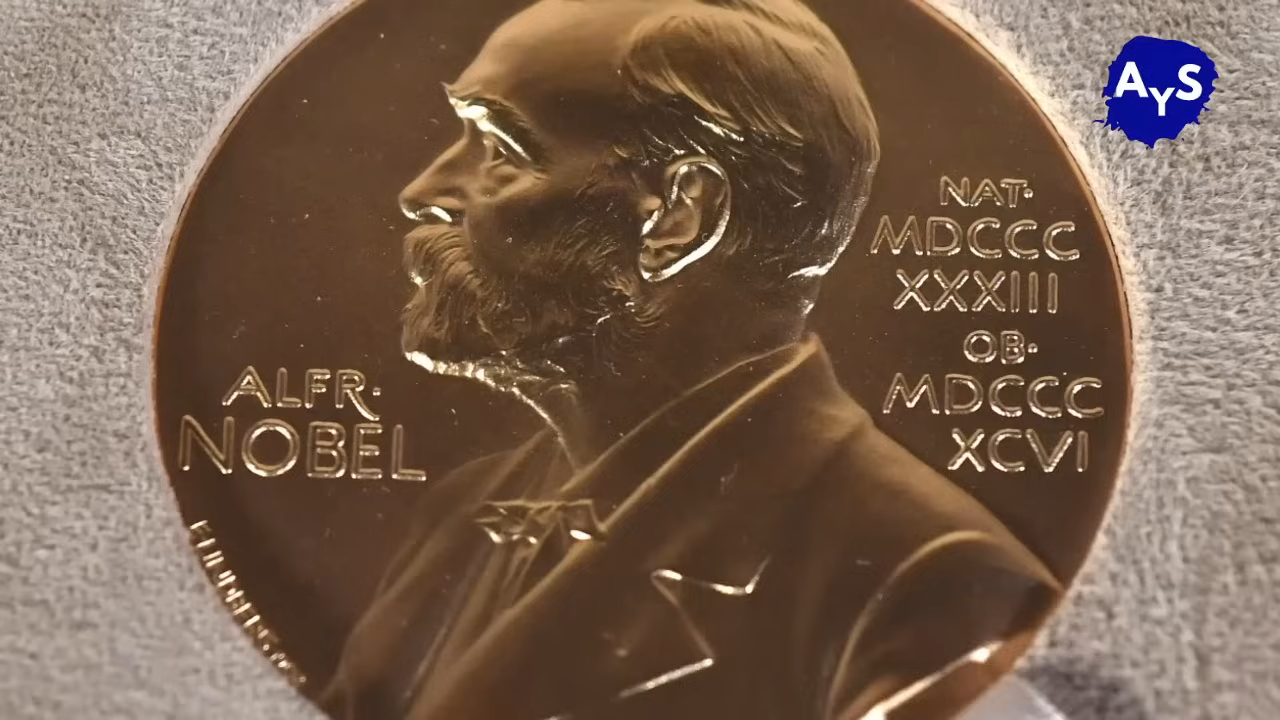 AYS
NAT·
MDCCC
XXXIII
OB·
MDCCC
XCVI
ALFR·
NOBEL